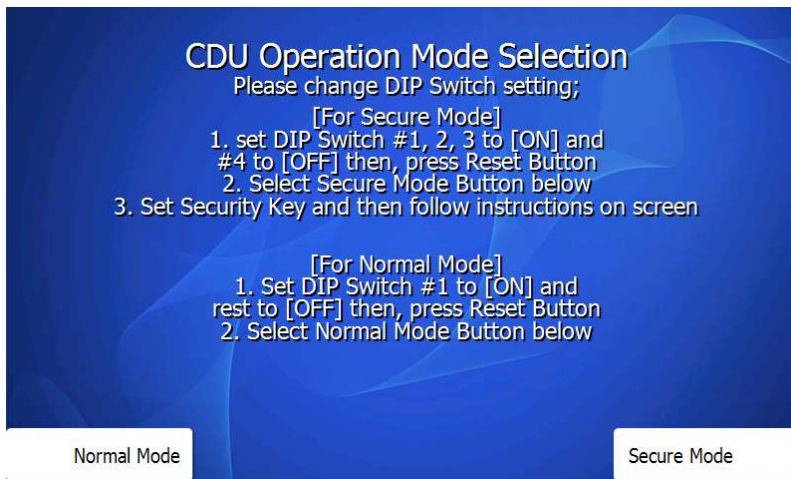 CDU Operation Mode Selection
Please change DIP Switch setting;
[For Secure Mode]
1. set DIP Switch #1, 2, 3 to [ON] and
#4 to [OFF] then, press Reset Button
2. Select Secure Mode Button below
3. Set Security Key and then follow instructions on screen
[For Normal Mode]
1. Set DIP Switch #1 to [ON] and
rest to [OFF] then, press Reset Button
2. Select Normal Mode Button below
Normal Mode
Secure Mode